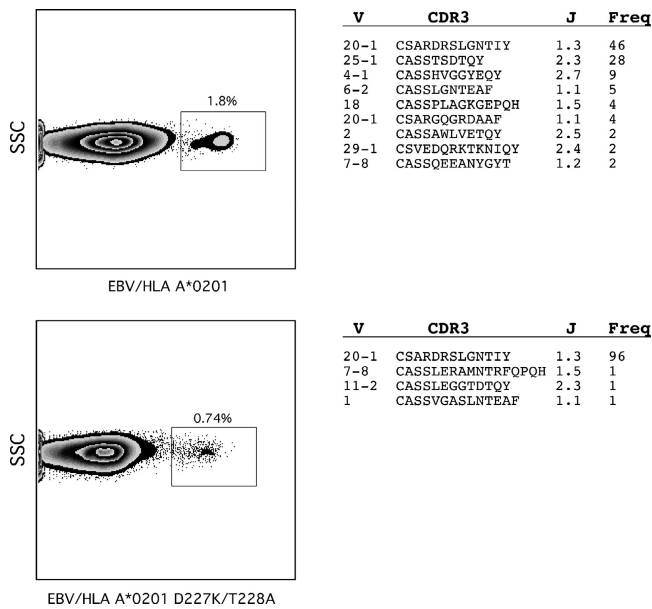 V CDR3 J Freq
20-1 CSARDRSLGNTIY 1.3 46
25-1 CASSTSDTQY 2.3 28
4-1 CASSHVGGYEQY 2.7 9
6-2 CASSLGNTEAF 1.1 5
18 CASSPLAGKGEPQH 1.5 4
20-1 CSARGQGRDAAF 1.1 4
2 CASSAWLVETQY 2.5 2
29-1 CSVEDQRKTKNIQY 2.4 2
7-8 CASSQEEANYGYT 1.2 2
1.8%
SSC
EBV/HLA A*0201
V CDR3 J Freq
20-1 CSARDRSLGNTIY 1.3 96
7-8 CASSLERAMNTRFQPQH 1.5 1
11-2 CASSLEGGTDTQY 2.3 1
1 CASSVGASLNTEAF 1.1 1
0.74%
SSC
EBV/HLA A*0201 D227K/T228A